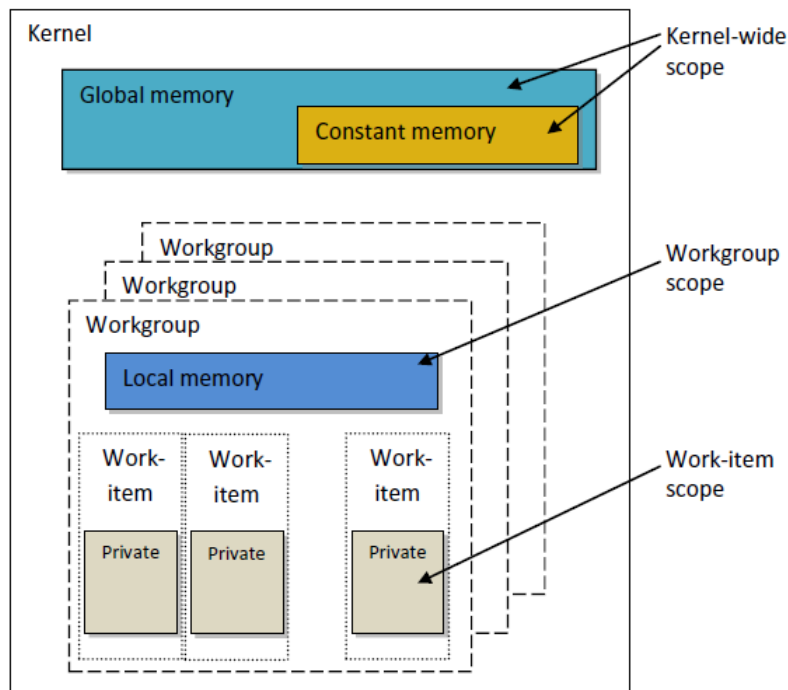 Kernel
Kernel-wide
scope
Global memory
Constant memory
Workgroup
Workgroup
Workgroup
Workgroup
scope
Local memory
Work-
item
Work-
item
Work-
item
Work-item
scope
Private
Private
Private